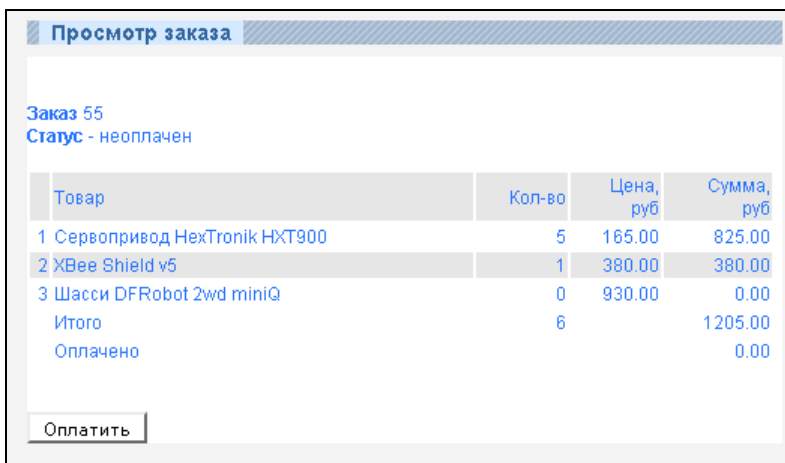 Просмотр заказа
Заказ 55
Статус - неоплачен
Товар Кол-во Цена, руб Сумма, руб
1 Сервопривод HexTronik HXT900 5 165.00 825.00
2 XBee Shield v5 1 380.00 380.00
3 Шасси DFRobot 2wd miniQ 0 930.00 0.00
Итого 6 1205.00
Оплачено 0.00
Оплатить